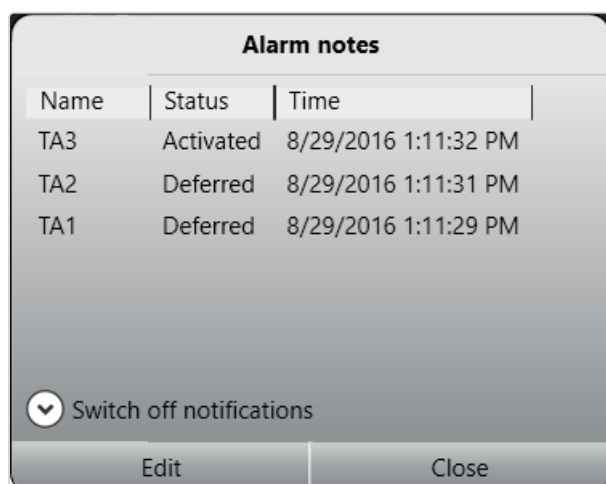 Alarm notes
Name Status Time
TA3 Activated 8/29/2016 1:11:32 PM
TA2 Deferred 8/29/2016 1:11:31 PM
TA1 Deferred 8/29/2016 1:11:29 PM
Switch off notifications
Edit Close